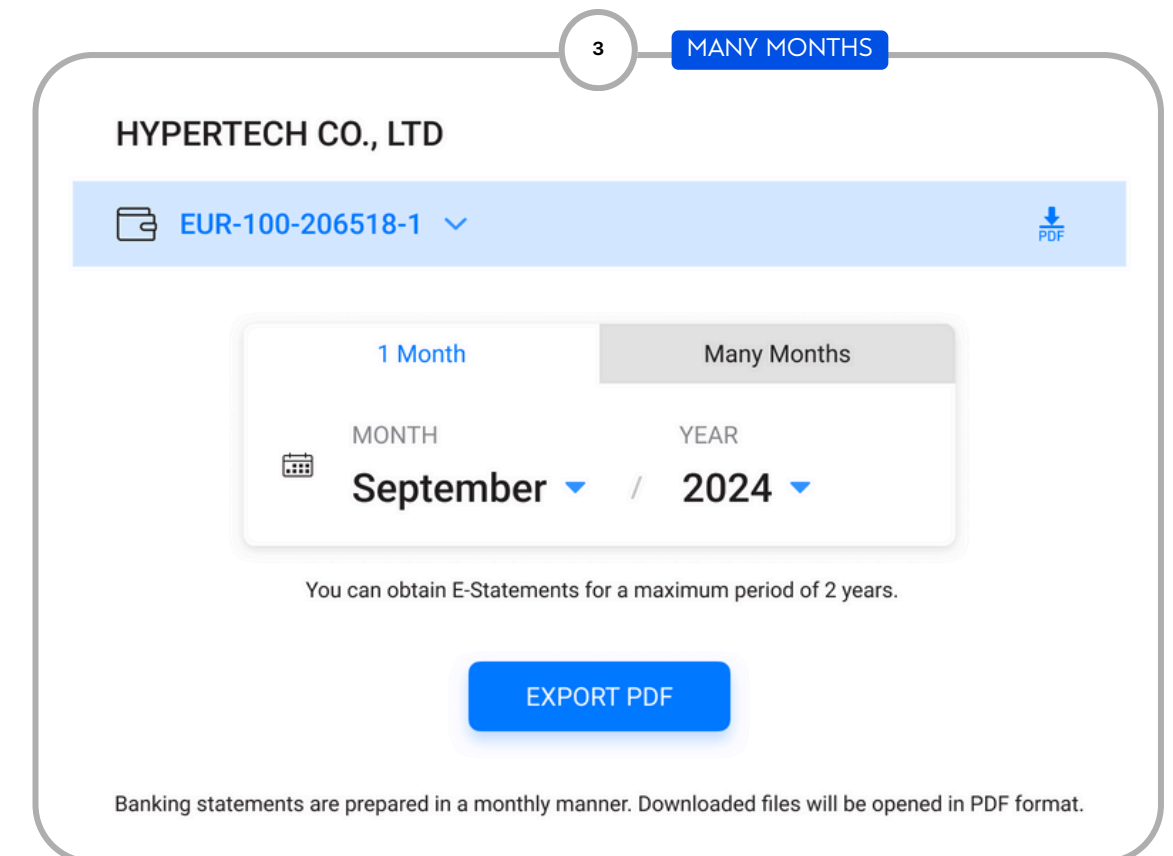 3 MANY MONTHS
HYPERTECH CO., LTD
EUR-100-206518-1
PDF
1 Month Many Months
MONTH YEAR
September / 2024
You can obtain E-Statements for a maximum period of 2 years.
EXPORT PDF
Banking statements are prepared in a monthly manner. Downloaded files will be opened in PDF format.